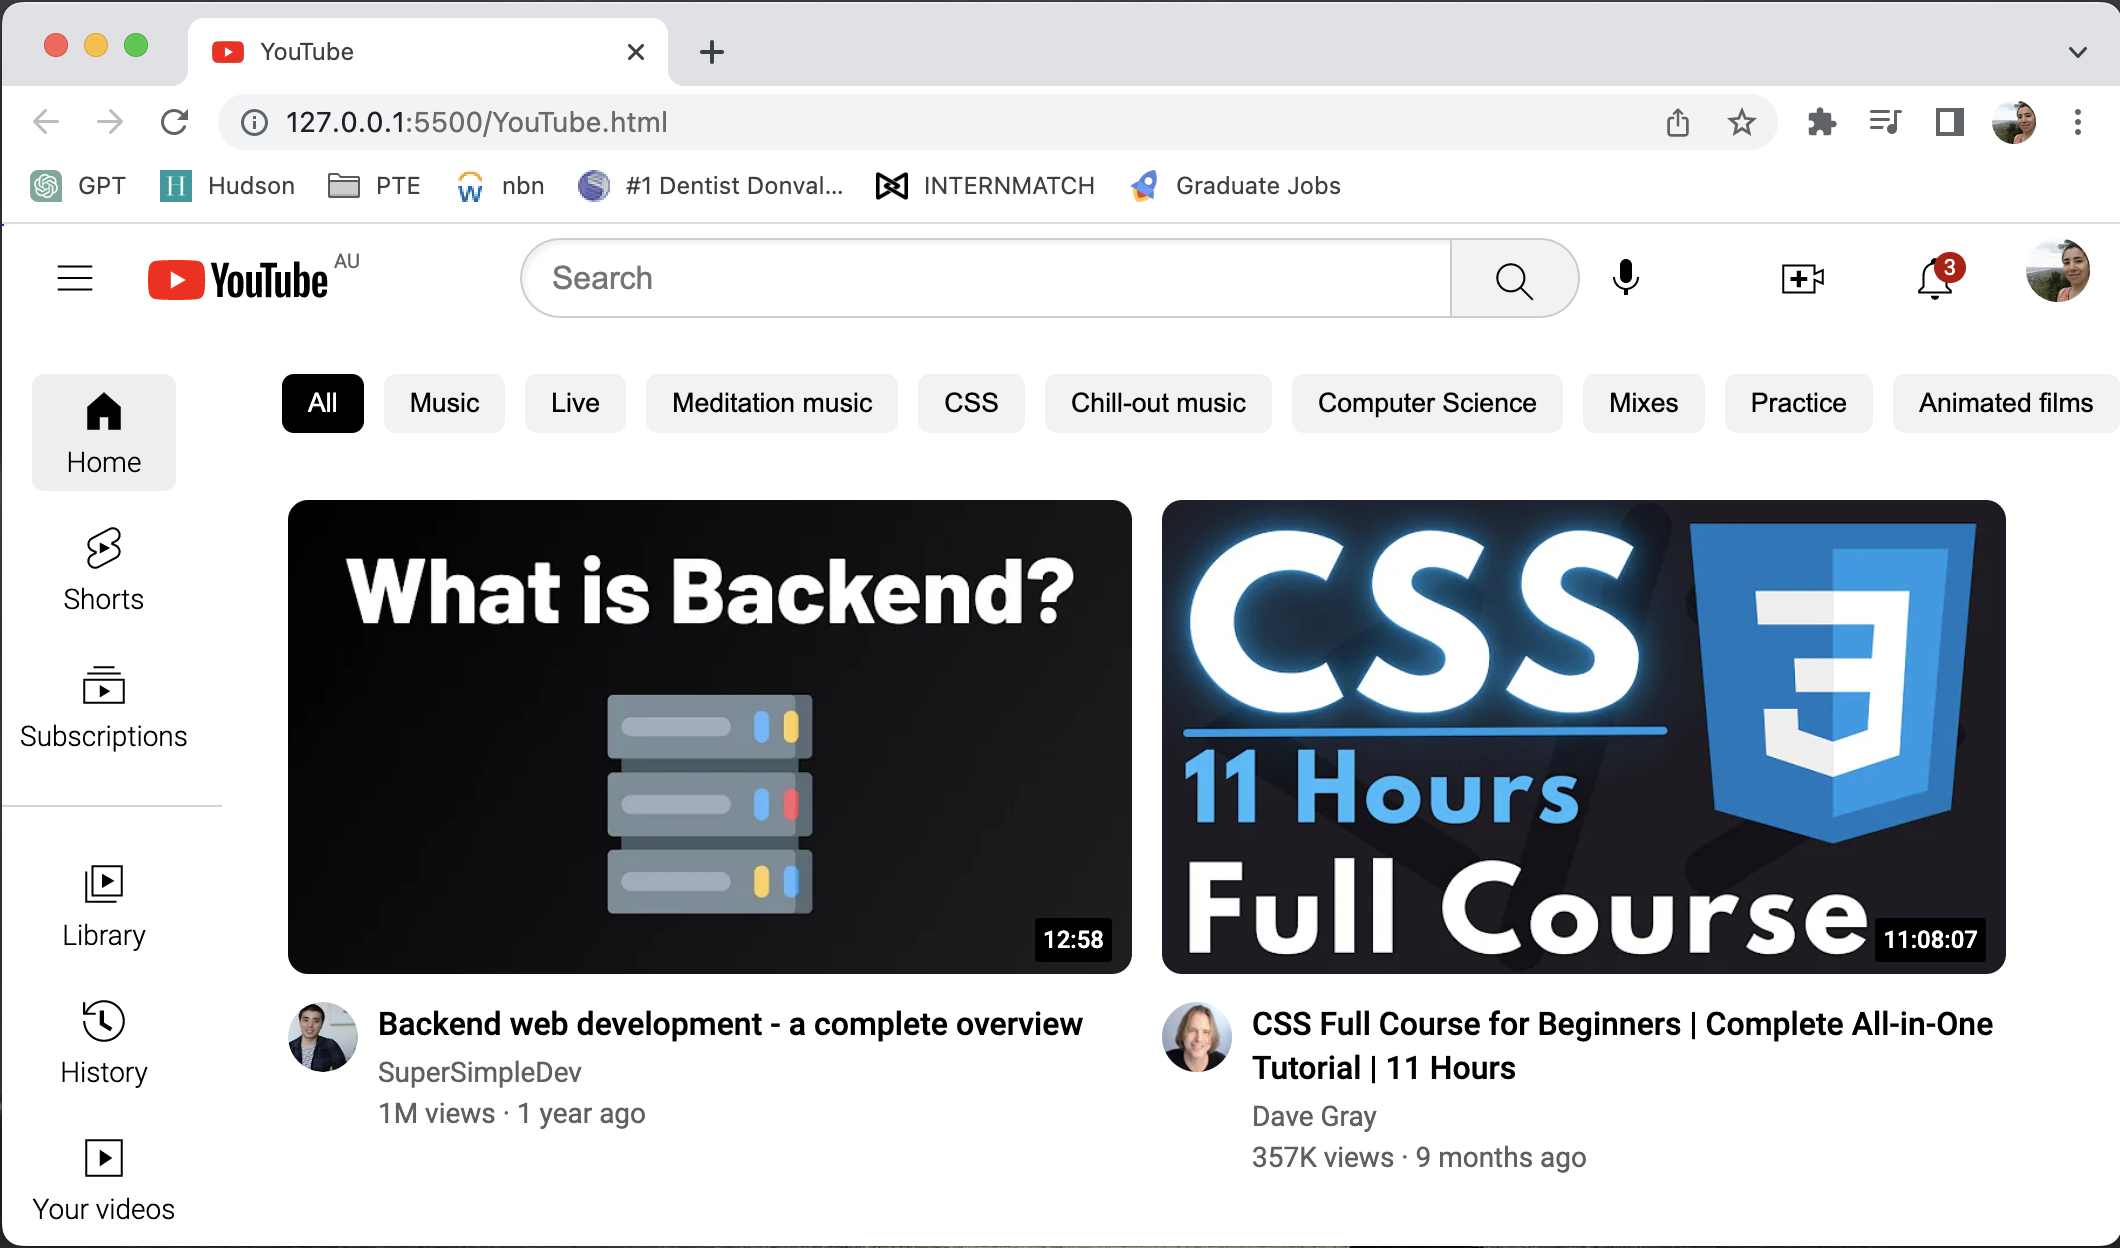 YouTube
127.0.0.1:5500/YouTube.html
GPT
Hudson
PTE
nbn
#1 Dentist Donval...
INTERNMATCH
Graduate Jobs
YouTube AU
Search
3
All
Music
Live
Meditation music
CSS
Chill-out music
Computer Science
Mixes
Practice
Animated films
Home
Shorts
Subscriptions
Library
History
Your videos
What is Backend?
12:58
Backend web development - a complete overview
SuperSimpleDev
1M views · 1 year ago
CSS
3
11 Hours
Full Course
11:08:07
CSS Full Course for Beginners | Complete All-in-One
Tutorial | 11 Hours
Dave Gray
357K views · 9 months ago